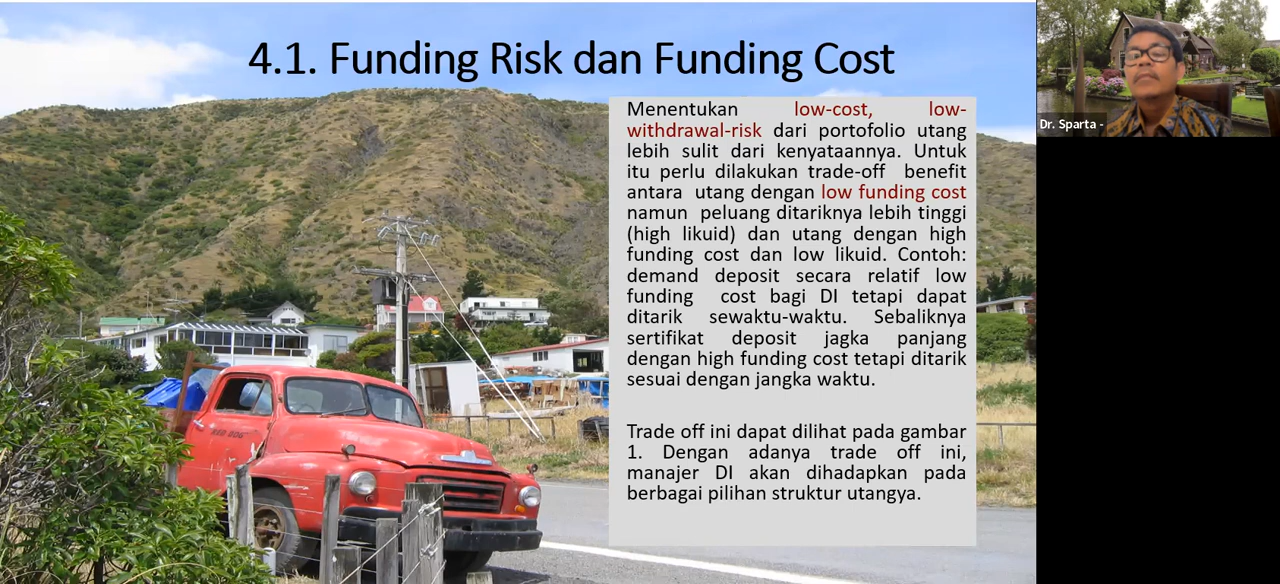 4.1. Funding Risk dan Funding Cost
Menentukan low-cost, low-
withdrawal-risk dari portofolio utang
lebih sulit dari kenyataannya. Untuk
itu perlu dilakukan trade-off benefit
antara utang dengan low funding cost
namun peluang ditariknya lebih tinggi
(high likuid) dan utang dengan high
funding cost dan low likuid. Contoh:
demand deposit secara relatif low
funding cost bagi DI tetapi dapat
ditarik sewaktu-waktu. Sebaliknya
sertifikat deposit jagka panjang
dengan high funding cost tetapi ditarik
sesuai dengan jangka waktu.
Trade off ini dapat dilihat pada gambar
1. Dengan adanya trade off ini,
manajer DI akan dihadapkan pada
berbagai pilihan struktur utangya.
Dr. Sparta -
RED DOG